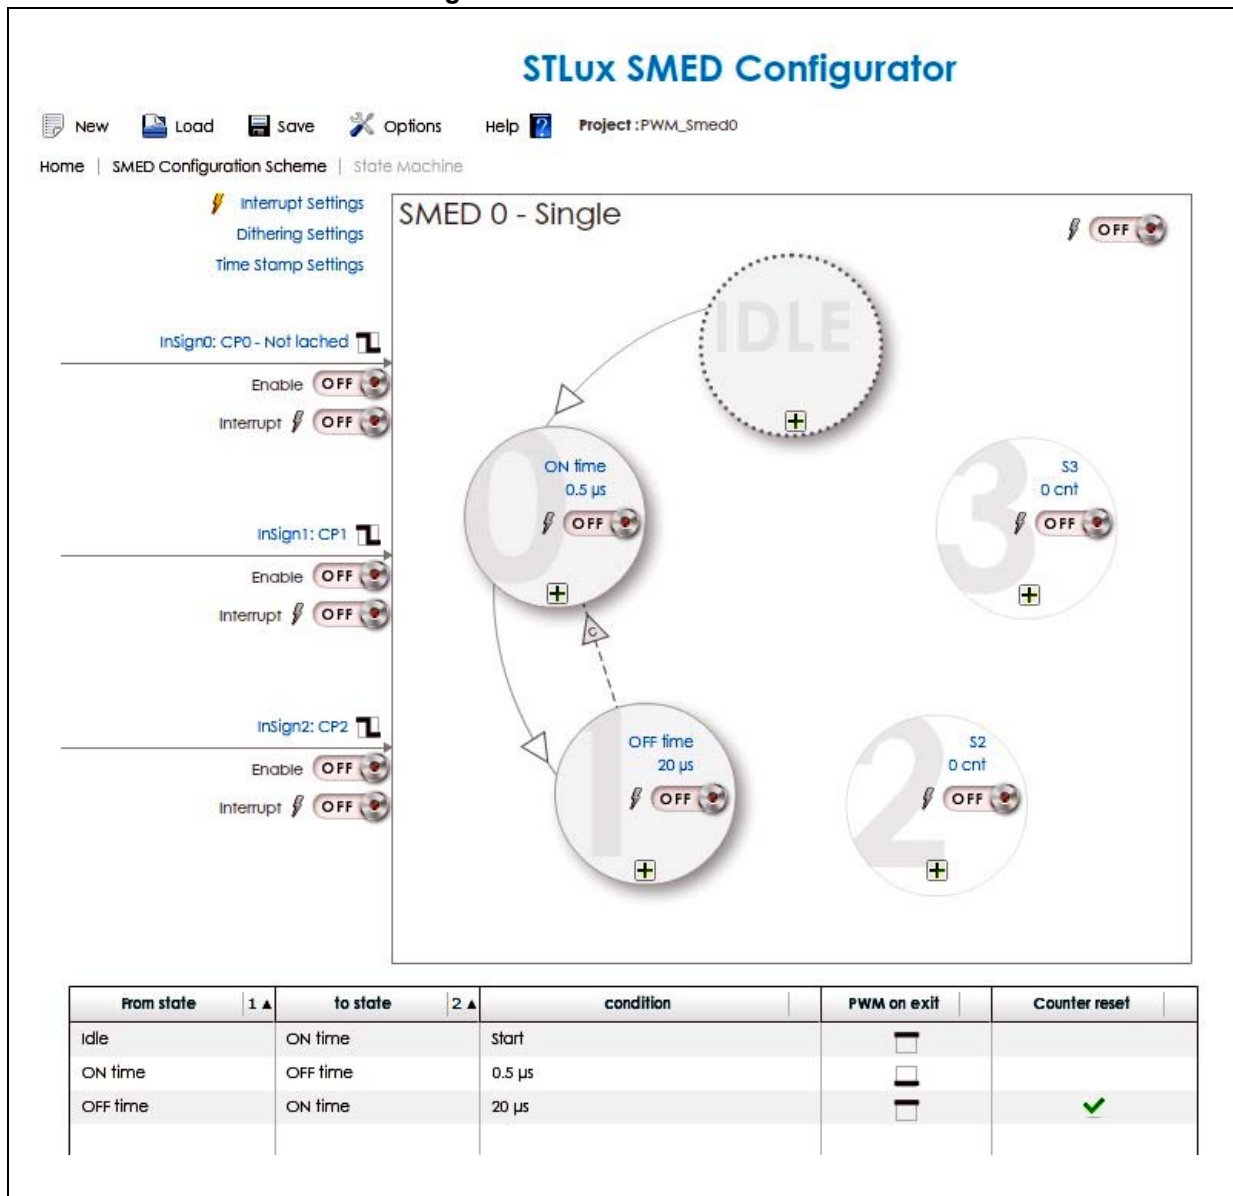 STLux SMED Configurator
New Load Save Options Help ? Project :PWM_Smed0
Home | SMED Configuration Scheme | State Machine
Interrupt Settings
Dithering Settings
Time Stamp Settings
SMED 0 - Single
OFF
IDLE
InSign0: CP0 - Not lached
Enable OFF
Interrupt OFF
0
ON time
0.5 µs
OFF
3
S3
0 cnt
OFF
InSign1: CP1
Enable OFF
Interrupt OFF
C
InSign2: CP2
Enable OFF
Interrupt OFF
1
OFF time
20 µs
OFF
2
S2
0 cnt
OFF
From state 1▲ to state 2▲ condition PWM on exit Counter reset
Idle ON time Start
ON time OFF time 0.5 µs
OFF time ON time 20 µs